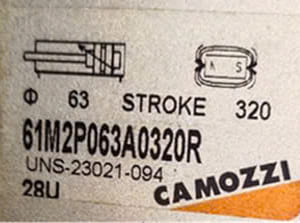 A S
Φ 63 STROKE 320
61M2P063A0320R
UNS-23021-094
28U
CAMOZZI